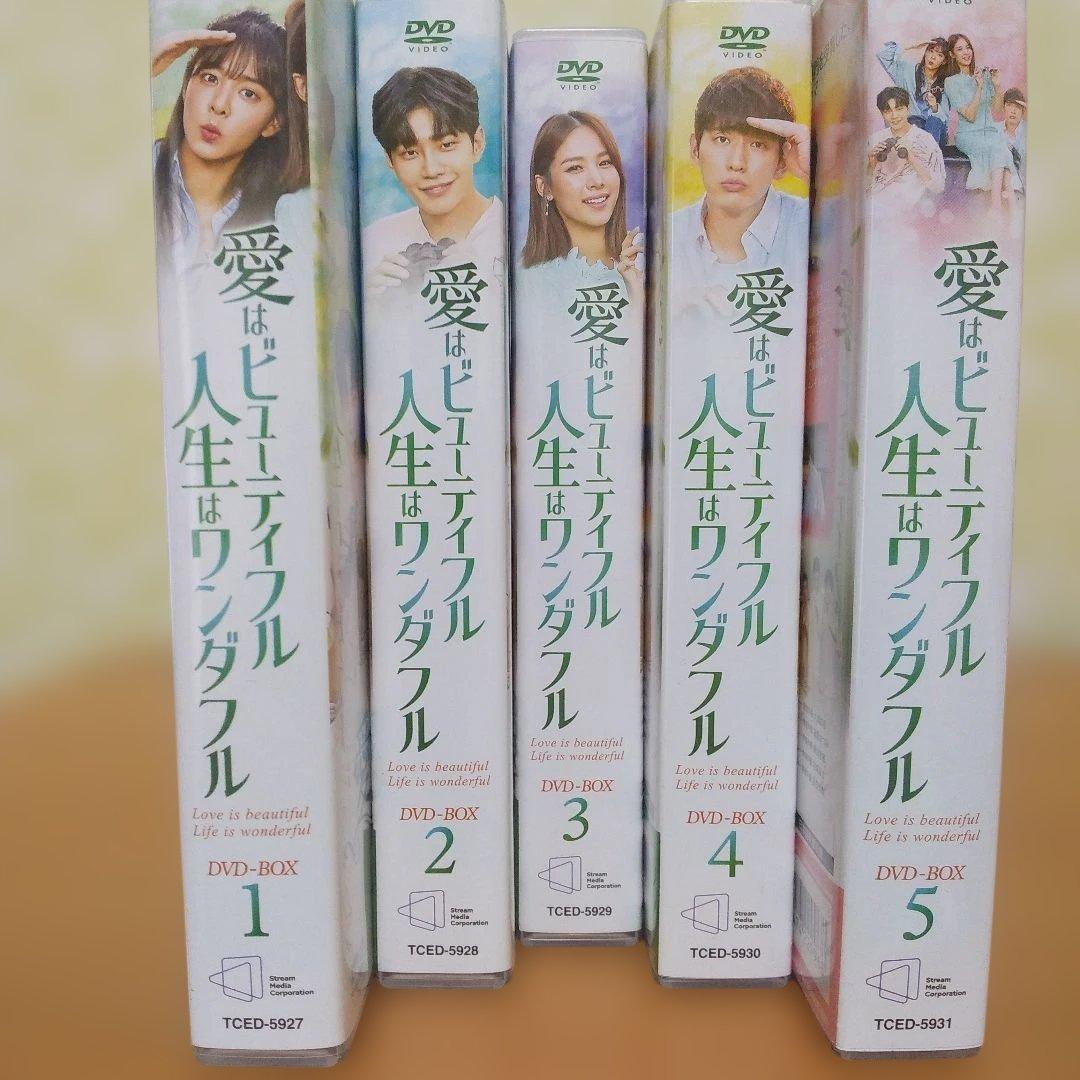 愛はビューティフル
人生はワンダフル
Love is beautiful
Life is wonderful
DVD-BOX
1
Stream
Media
Corporation
TCED-5927
DVD
VIDEO
愛はビューティフル
人生はワンダフル
Love is beautiful
Life is wonderful
DVD-BOX
2
Stream
Media
Corporation
TCED-5928
DVD
VIDEO
愛はビューティフル
人生はワンダフル
Love is beautiful
Life is wonderful
DVD-BOX
3
Stream
Media
Corporation
TCED-5929
DVD
VIDEO
愛はビューティフル
人生はワンダフル
Love is beautiful
Life is wonderful
DVD-BOX
4
Stream
Media
Corporation
TCED-5930
VIDEO
愛はビューティフル
人生はワンダフル
Love is beautiful
Life is wonderful
DVD-BOX
5
Stream
Media
Corporation
TCED-5931